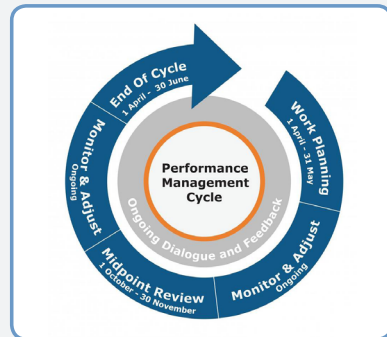 Performance
Management
Cycle
Ongoing Dialogue and Feedback
Work Planning
1 April - 31 May
Monitor & Adjust
Ongoing
Midpoint Review
1 October - 30 November
Monitor & Adjust
Ongoing
End Of Cycle
1 April - 30 June